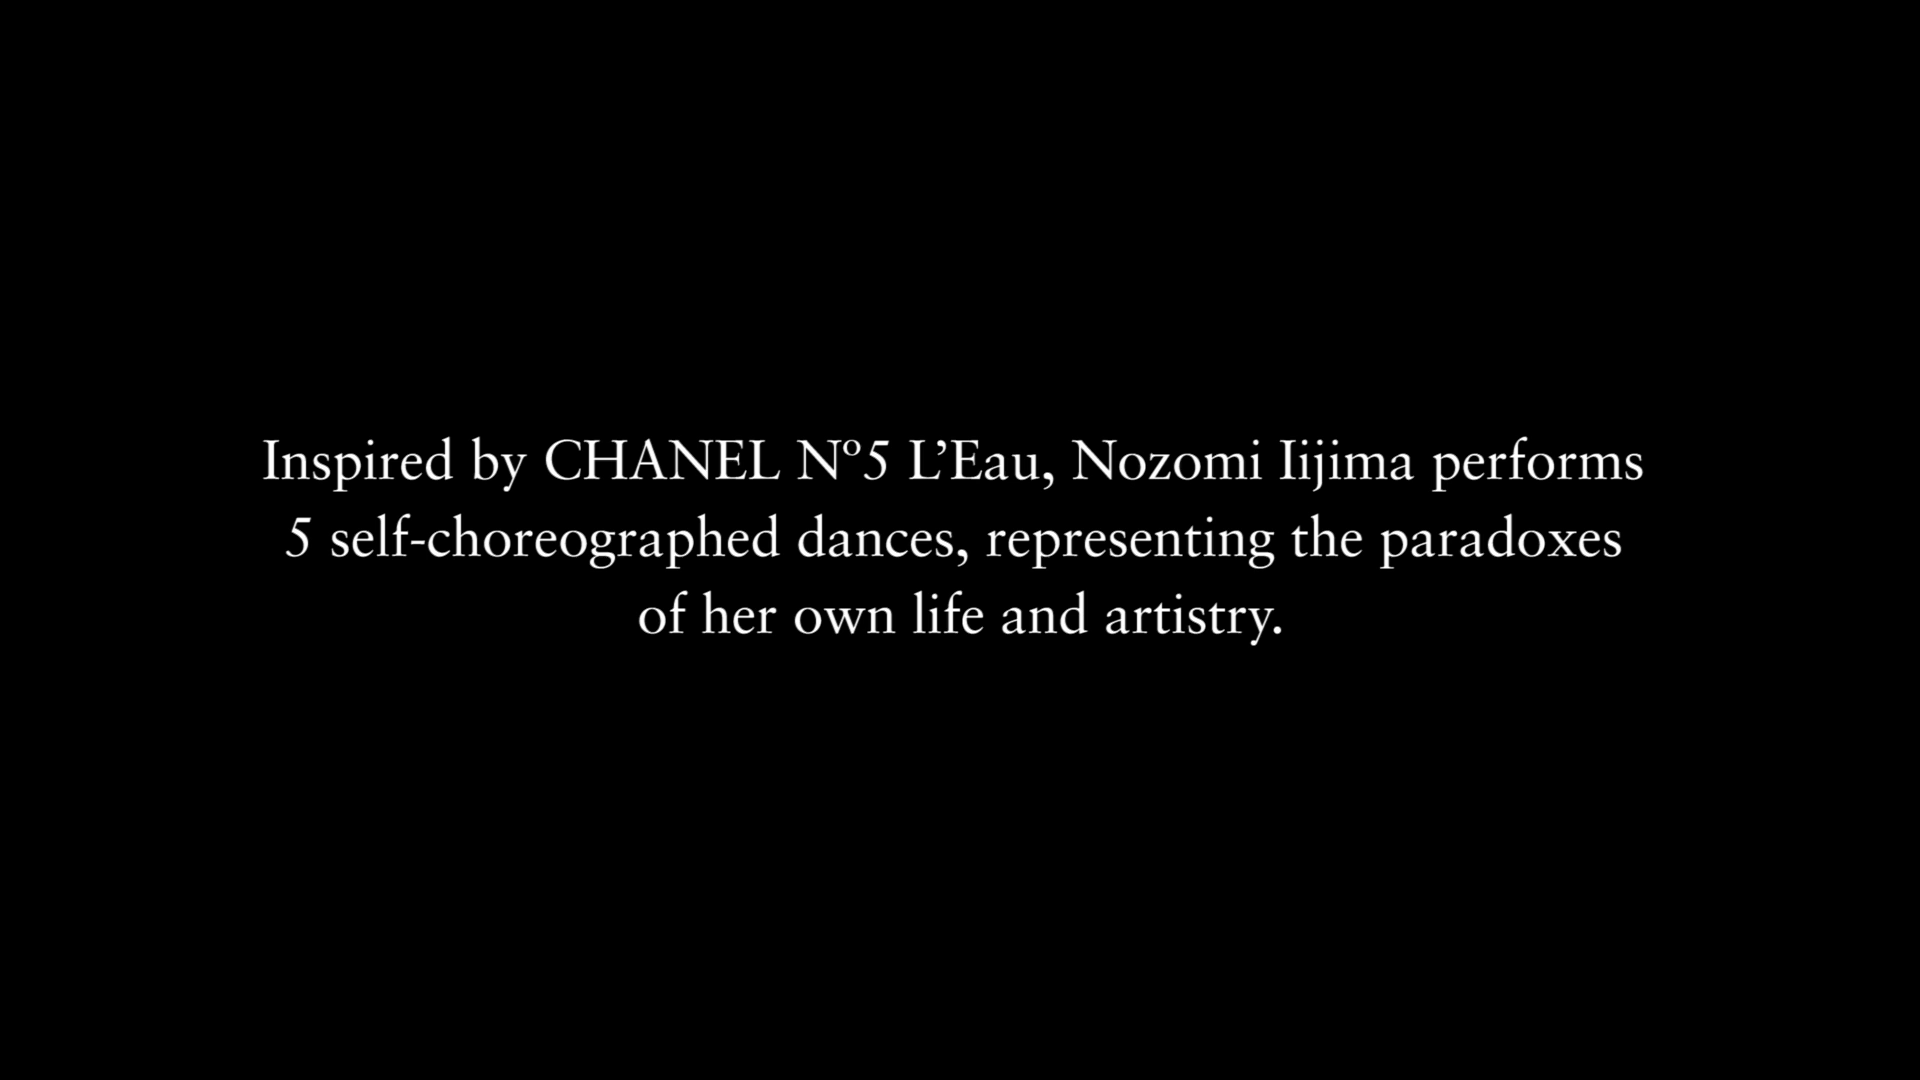 Inspired by CHANEL Nº5 L’Eau, Nozomi Iijima performs
5 self-choreographed dances, representing the paradoxes
of her own life and artistry.